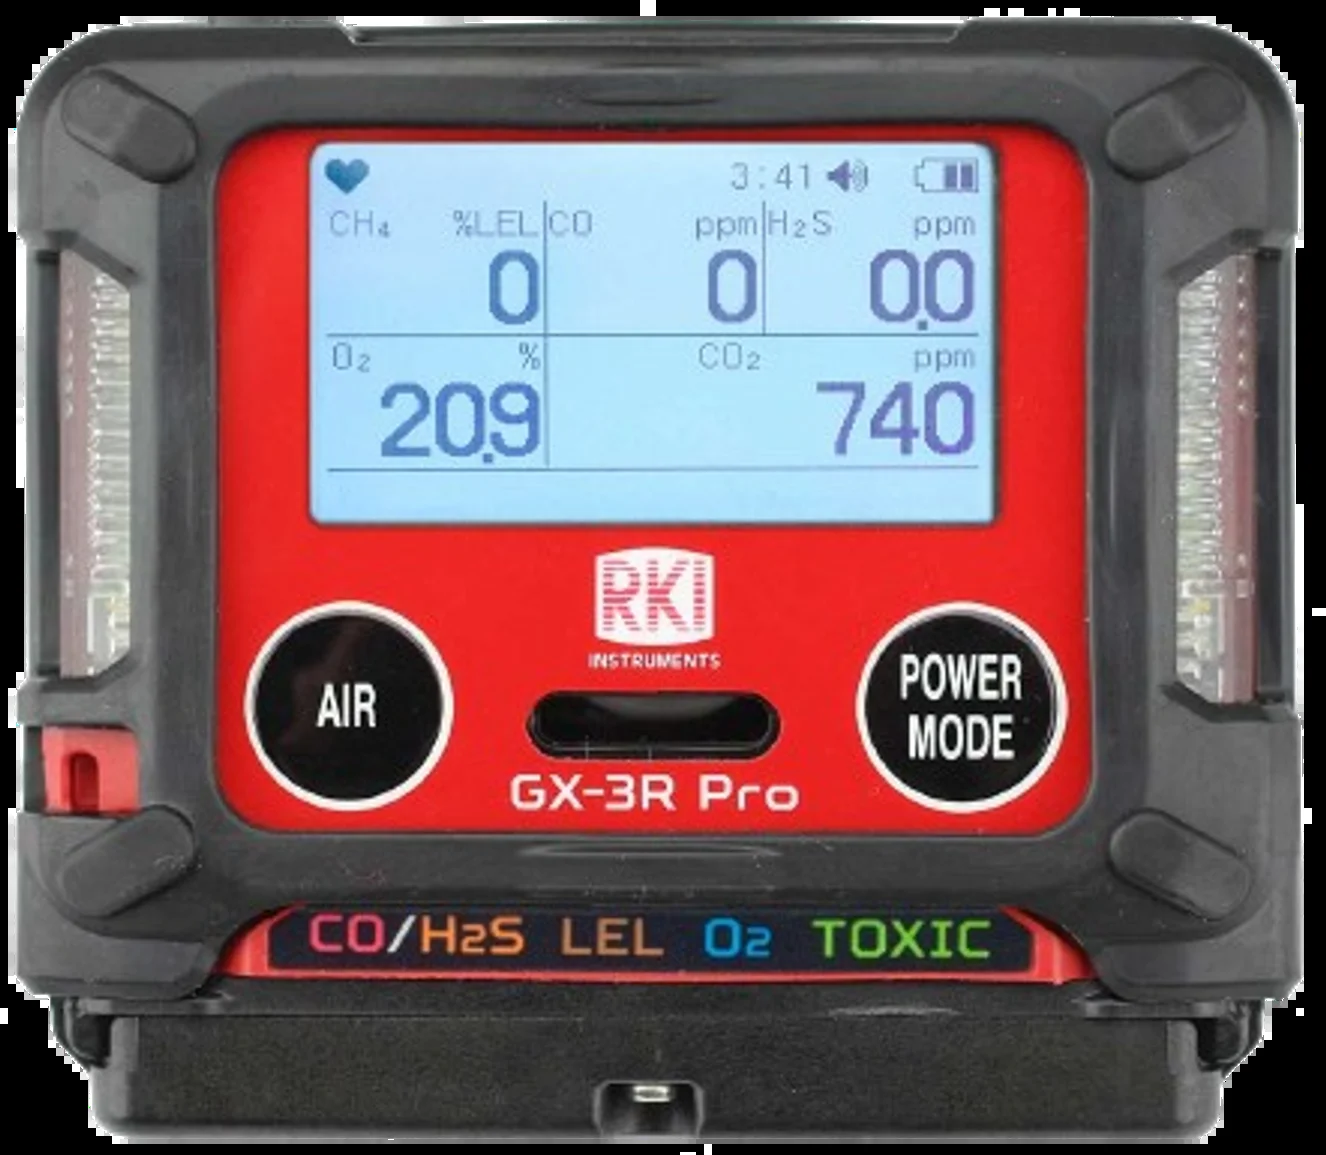 3:41
CH₄ %LEL CO ppm H₂S ppm
0 0 0.0
O₂ % CO₂ ppm
20.9 740
RKI
INSTRUMENTS
AIR
POWER
MODE
GX-3R Pro
CO/H2S LEL O2 TOXIC